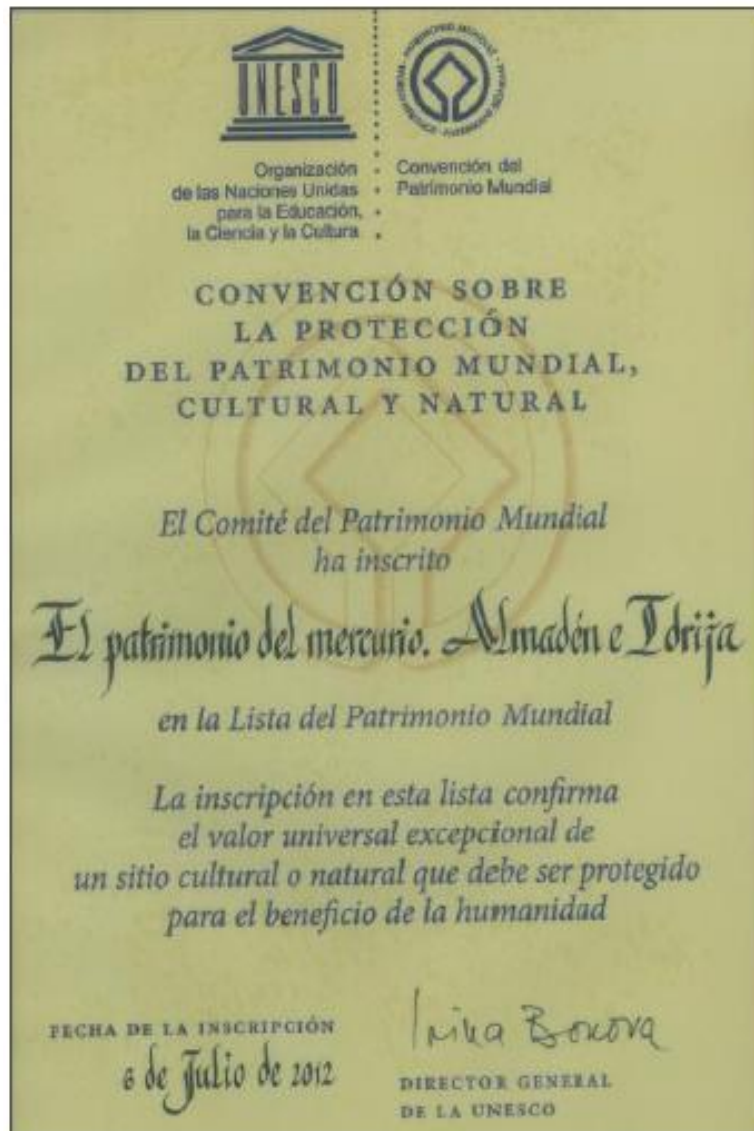 UNESCO
PATRIMONIO MUNDIAL
Organización
de las Naciones Unidas
para la Educación,
la Ciencia y la Cultura
Convención del
Patrimonio Mundial
CONVENCIÓN SOBRE
LA PROTECCIÓN
DEL PATRIMONIO MUNDIAL,
CULTURAL Y NATURAL
El Comité del Patrimonio Mundial
ha inscrito
El patrimonio del mercurio. Almadén e Idrija
en la Lista del Patrimonio Mundial
La inscripción en esta lista confirma
el valor universal excepcional de
un sitio cultural o natural que debe ser protegido
para el beneficio de la humanidad
FECHA DE LA INSCRIPCIÓN
6 de Julio de 2012
Irina Bokova
DIRECTOR GENERAL
DE LA UNESCO